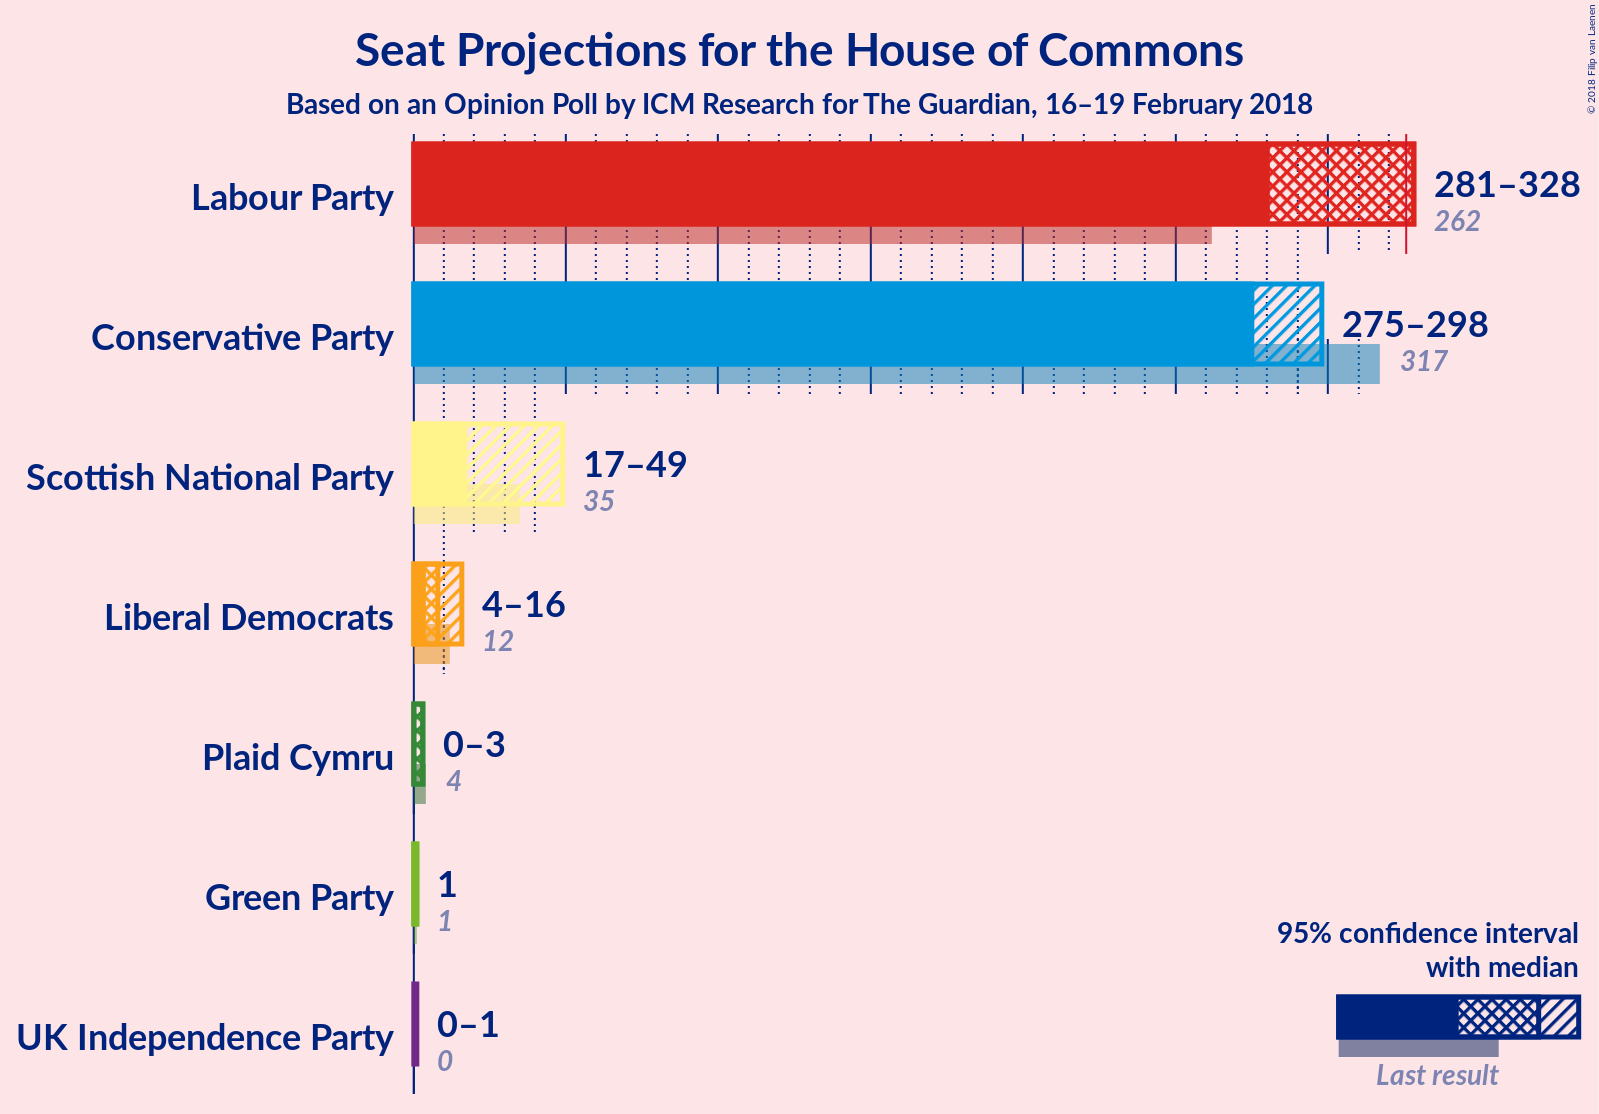 Seat Projections for the House of Commons
Based on an Opinion Poll by ICM Research for The Guardian, 16–19 February 2018
© 2018 Filip van Laenen
Labour Party
281–328
262
Conservative Party
275–298
317
Scottish National Party
17–49
35
Liberal Democrats
4–16
12
Plaid Cymru
0–3
4
Green Party
1
1
UK Independence Party
0–1
0
95% confidence interval
with median
Last result